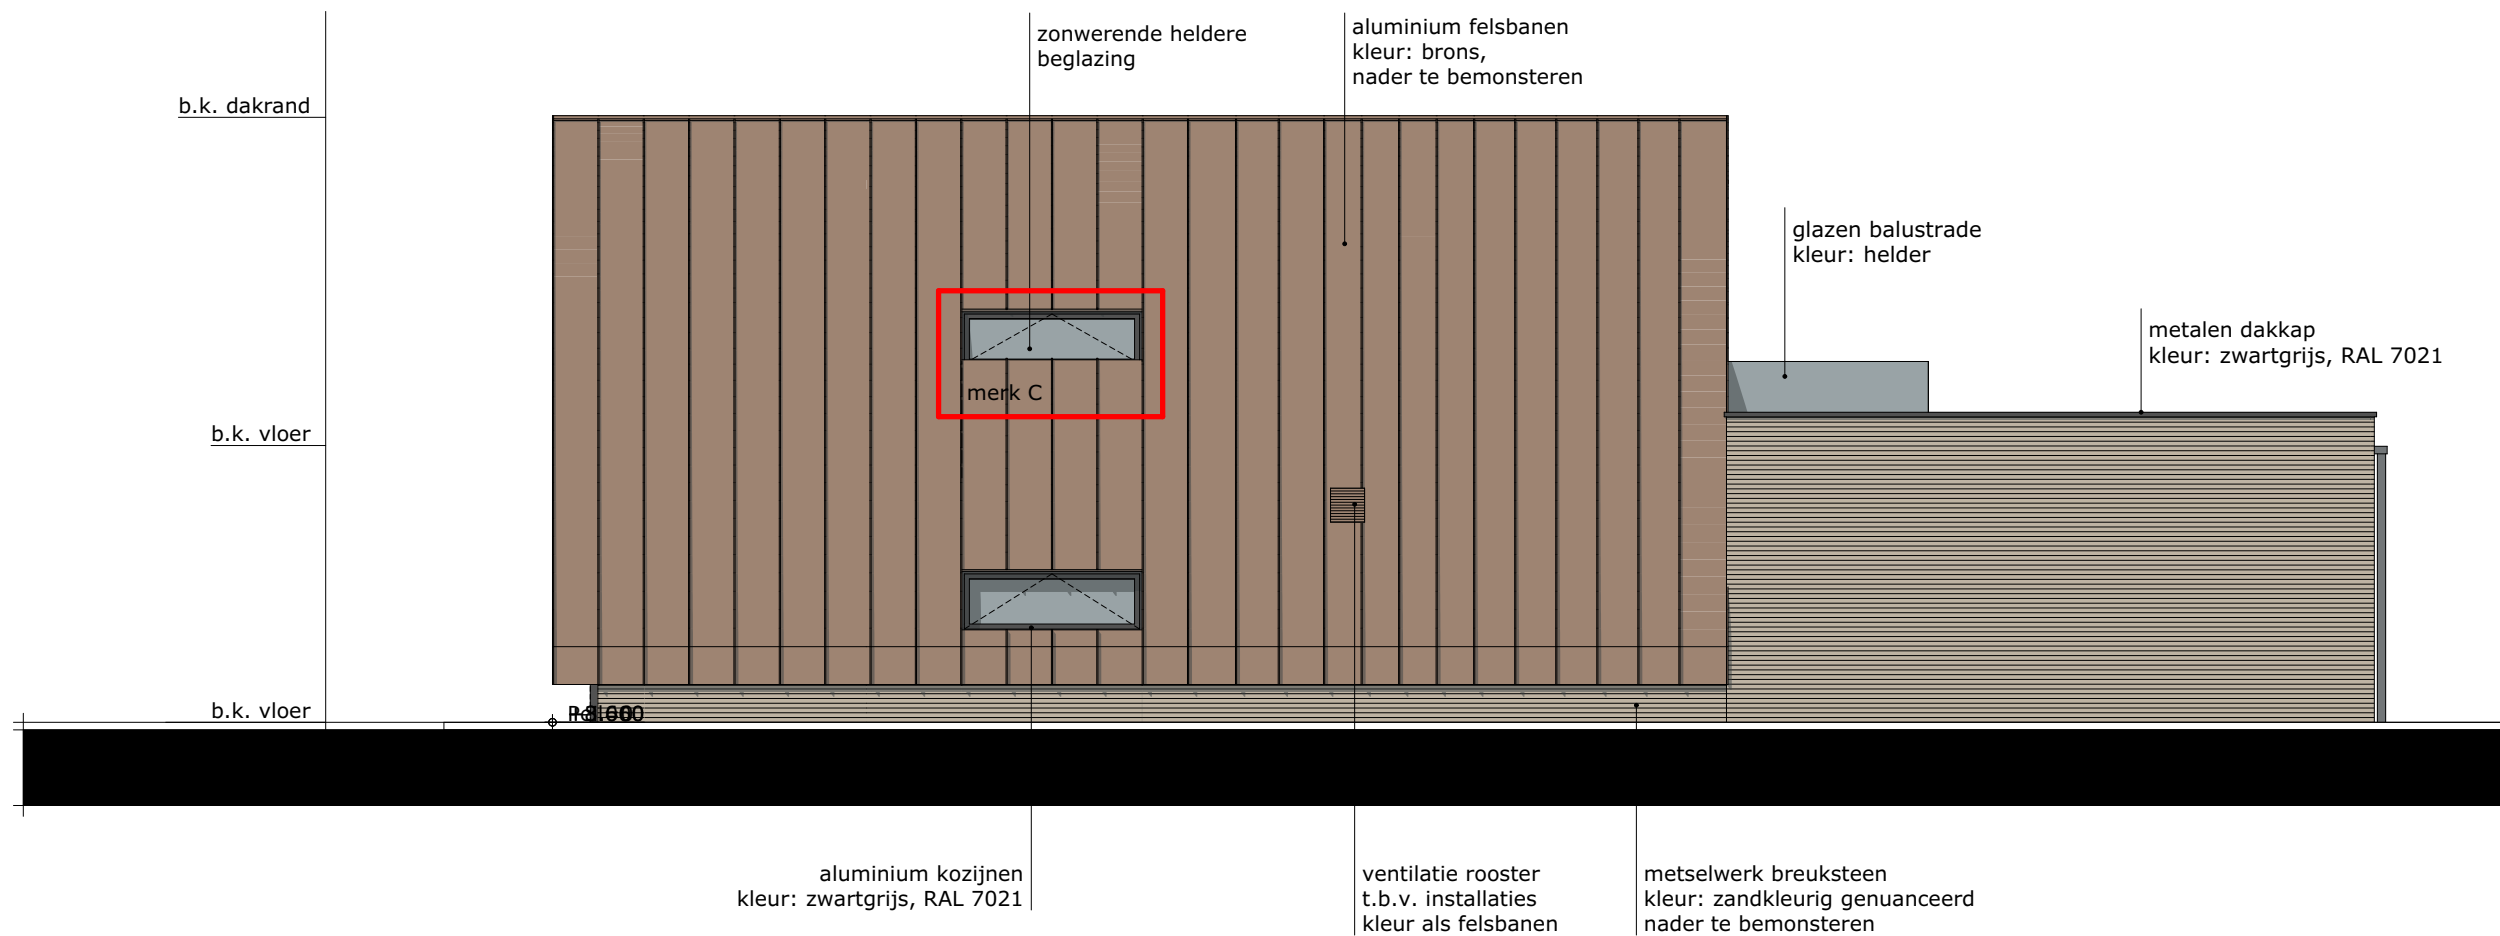 zonwerende heldere
beglazing
aluminium felsbanen
kleur: brons,
nader te bemonsteren
b.k. dakrand
glazen balustrade
kleur: helder
metalen dakkap
kleur: zwartgrijs, RAL 7021
merk C
b.k. vloer
b.k. vloer
aluminium kozijnen
kleur: zwartgrijs, RAL 7021
ventilatie rooster
t.b.v. installaties
kleur als felsbanen
metselwerk breuksteen
kleur: zandkleurig genuanceerd
nader te bemonsteren